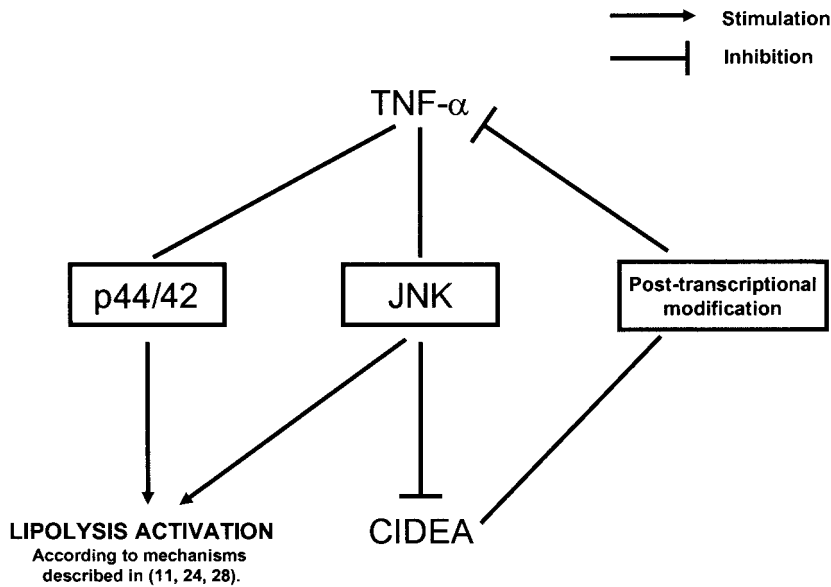 Stimulation
Inhibition
TNF-α
p44/42
JNK
Post-transcriptional
modification
LIPOLYSIS ACTIVATION
According to mechanisms
described in (11, 24, 28).
CIDEA